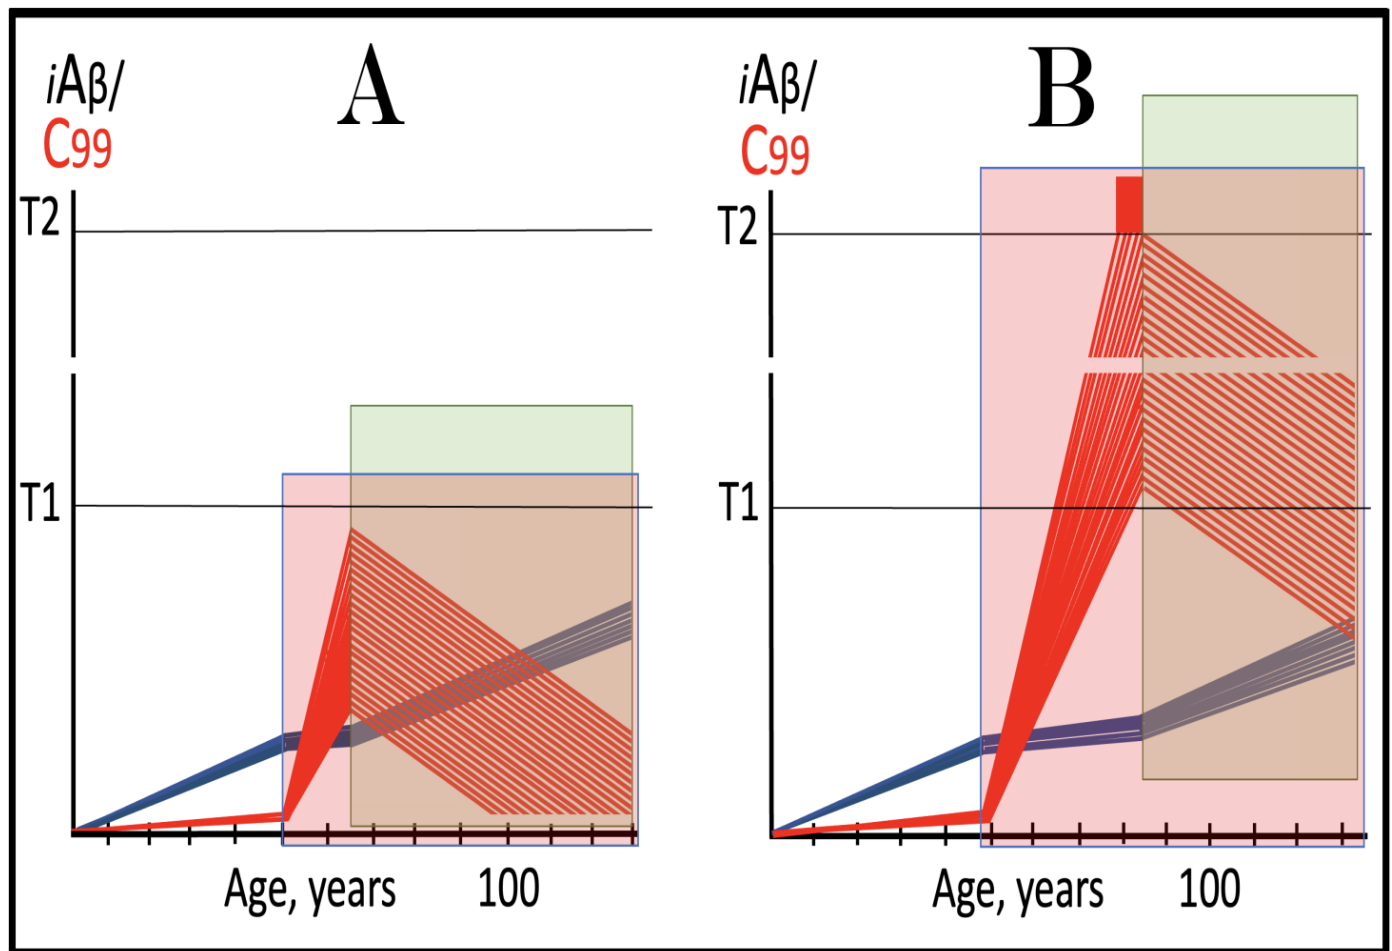 A
iAβ/
C99
T2
T1
Age, years 100
B
iAβ/
C99
T2
T1
Age, years 100